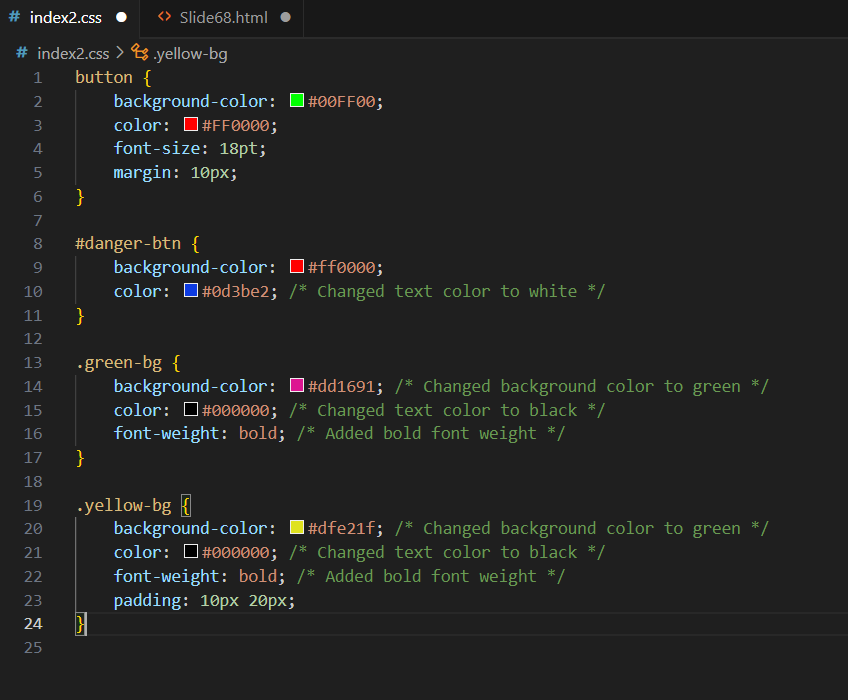 # index2.css ● <> Slide68.html ●
# index2.css > .yellow-bg
1 button {
2     background-color: #00FF00;
3     color: #FF0000;
4     font-size: 18pt;
5     margin: 10px;
6 }
7
8 #danger-btn {
9     background-color: #ff0000;
10     color: #0d3be2; /* Changed text color to white */
11 }
12
13 .green-bg {
14     background-color: #dd1691; /* Changed background color to green */
15     color: #000000; /* Changed text color to black */
16     font-weight: bold; /* Added bold font weight */
17 }
18
19 .yellow-bg {
20     background-color: #dfe21f; /* Changed background color to green */
21     color: #000000; /* Changed text color to black */
22     font-weight: bold; /* Added bold font weight */
23     padding: 10px 20px;
24 }
25